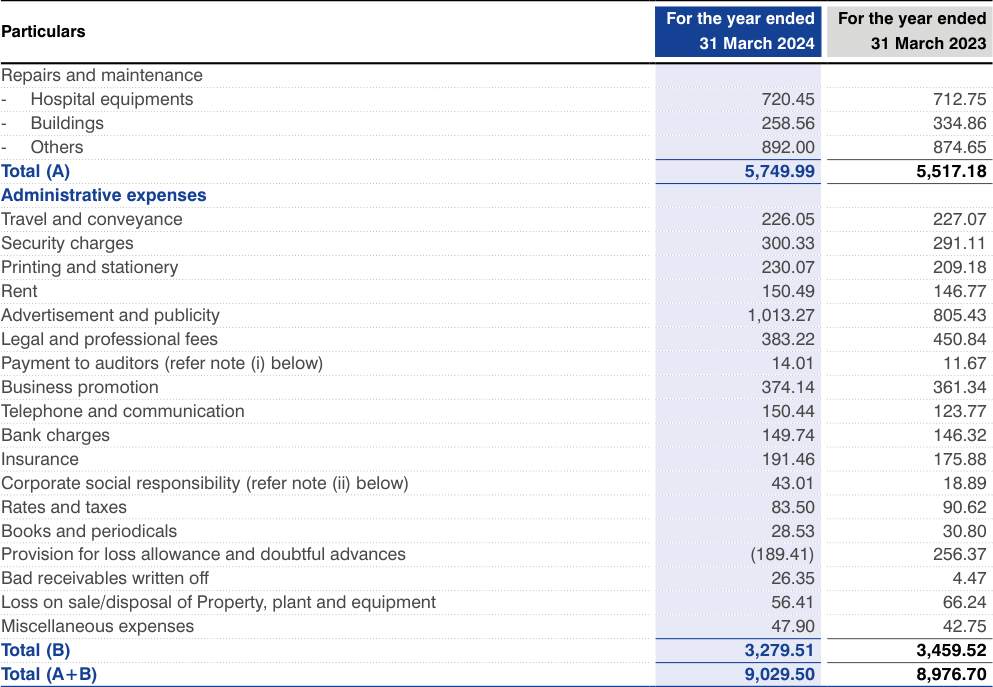 Particulars For the year ended 31 March 2024 For the year ended 31 March 2023
Repairs and maintenance
- Hospital equipments 720.45 712.75
- Buildings 258.56 334.86
- Others 892.00 874.65
Total (A) 5,749.99 5,517.18
Administrative expenses
Travel and conveyance 226.05 227.07
Security charges 300.33 291.11
Printing and stationery 230.07 209.18
Rent 150.49 146.77
Advertisement and publicity 1,013.27 805.43
Legal and professional fees 383.22 450.84
Payment to auditors (refer note (i) below) 14.01 11.67
Business promotion 374.14 361.34
Telephone and communication 150.44 123.77
Bank charges 149.74 146.32
Insurance 191.46 175.88
Corporate social responsibility (refer note (ii) below) 43.01 18.89
Rates and taxes 83.50 90.62
Books and periodicals 28.53 30.80
Provision for loss allowance and doubtful advances (189.41) 256.37
Bad receivables written off 26.35 4.47
Loss on sale/disposal of Property, plant and equipment 56.41 66.24
Miscellaneous expenses 47.90 42.75
Total (B) 3,279.51 3,459.52
Total (A+B) 9,029.50 8,976.70